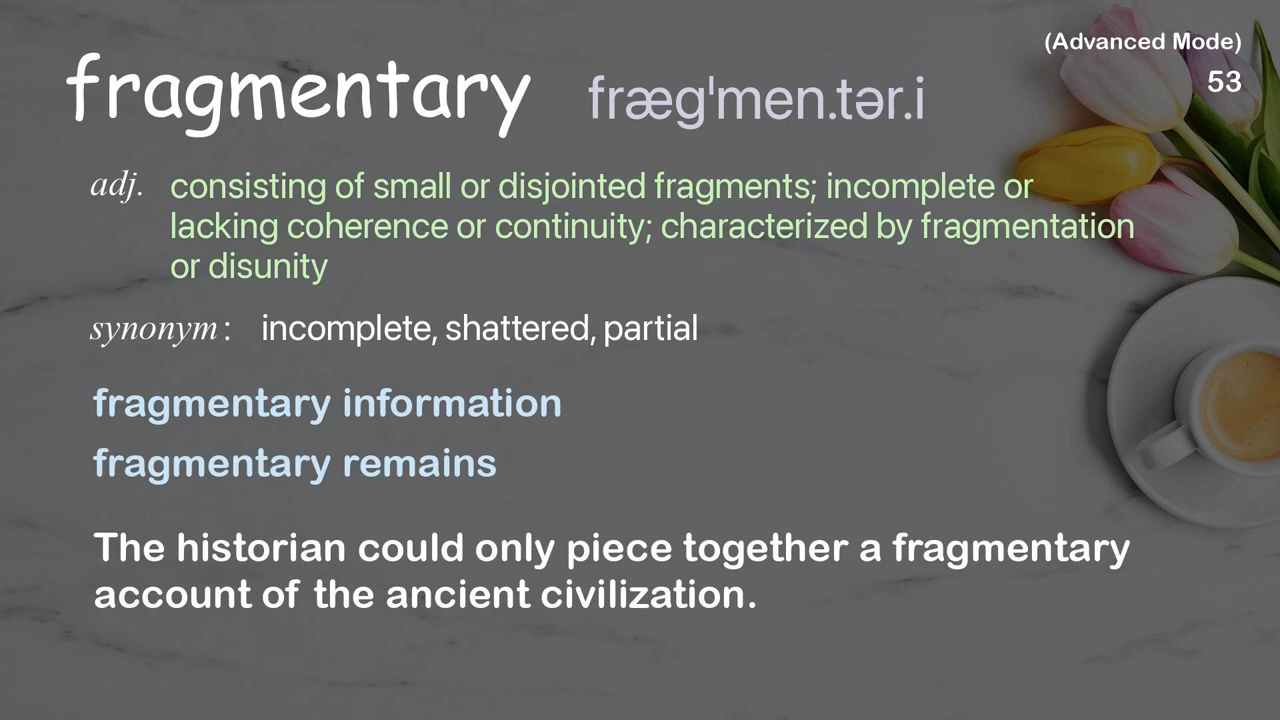 (Advanced Mode)
53
fragmentary frægˈmen.tər.i
adj. consisting of small or disjointed fragments; incomplete or
lacking coherence or continuity; characterized by fragmentation
or disunity
synonym: incomplete, shattered, partial
fragmentary information
fragmentary remains
The historian could only piece together a fragmentary
account of the ancient civilization.